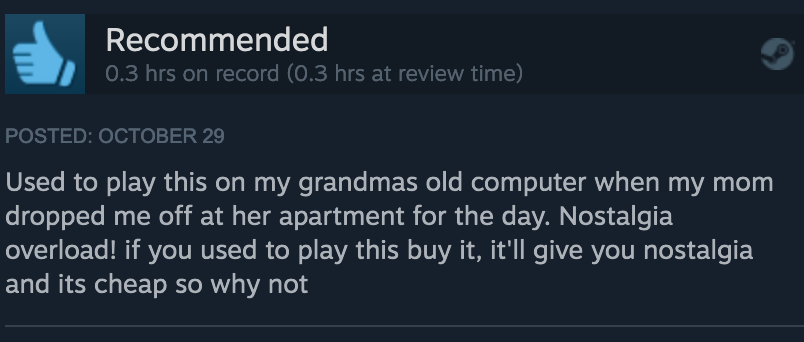 Recommended
0.3 hrs on record (0.3 hrs at review time)
POSTED: OCTOBER 29
Used to play this on my grandmas old computer when my mom
dropped me off at her apartment for the day. Nostalgia
overload! if you used to play this buy it, it'll give you nostalgia
and its cheap so why not